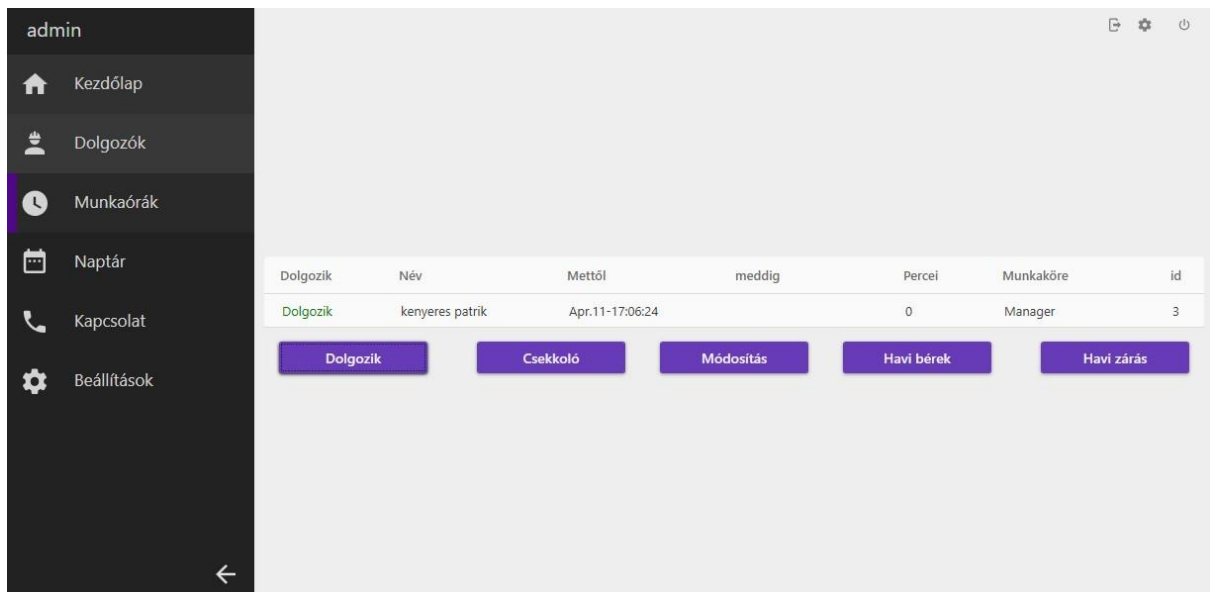 admin
Kezdőlap
Dolgozók
Munkaórák
Naptár
Kapcsolat
Beállítások
Dolgozik Név Mettől meddig Percei Munkaköre id
Dolgozik kenyeres patrik Apr.11-17:06:24 0 Manager 3
Dolgozik Csekkoló Módosítás Havi bérek Havi zárás